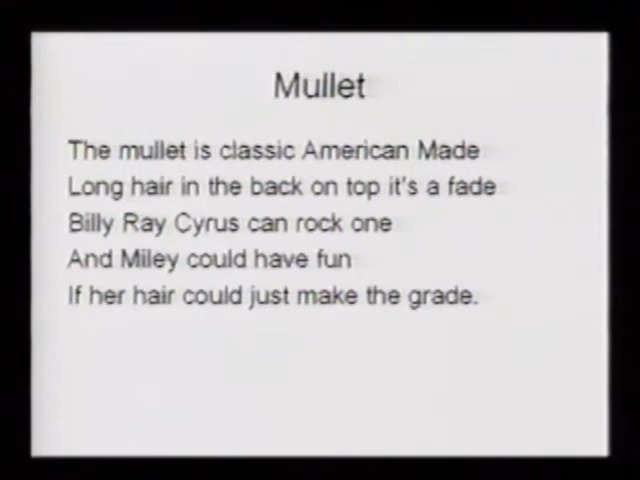 Mullet
The mullet is classic American Made
Long hair in the back on top it's a fade
Billy Ray Cyrus can rock one
And Miley could have fun
If her hair could just make the grade.